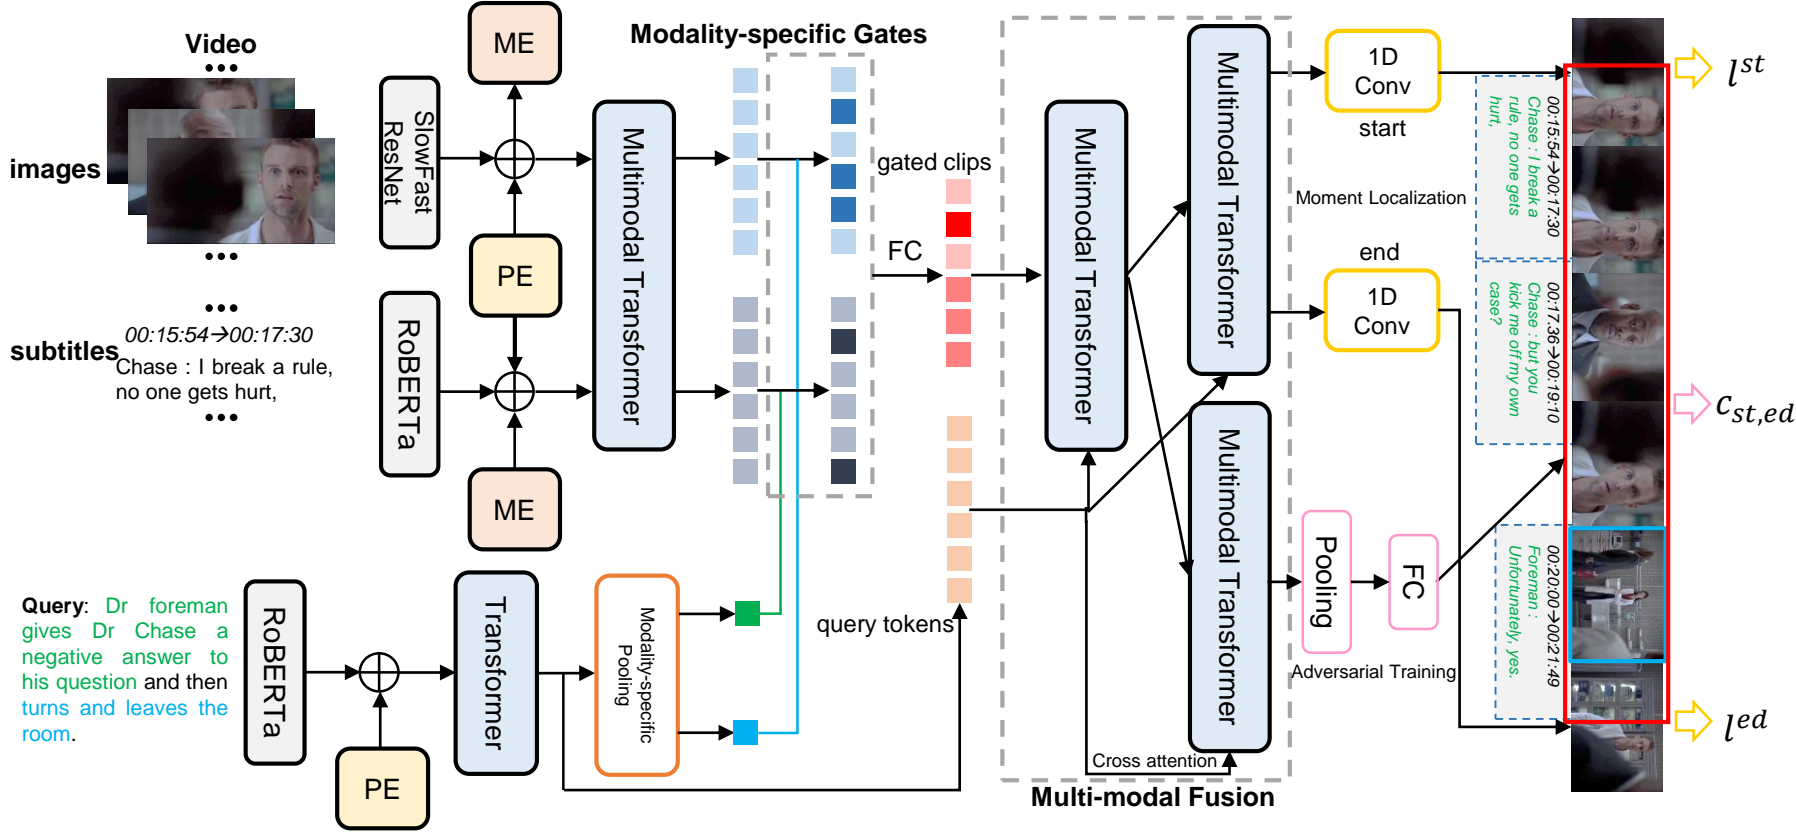 Video
•••
images
•••
•••
subtitles
00:15:54→00:17:30
Chase : I break a rule,
no one gets hurt,
•••
Query: Dr foreman
gives Dr Chase a
negative answer to
his question and then
turns and leaves the
room.
ME
SlowFast
ResNet
PE
RoBERTa
ME
Multimodal Transformer
RoBERTa
PE
Transformer
Modality-specific
Pooling
Modality-specific Gates
FC
gated clips
query tokens
Multimodal Transformer
Multimodal Transformer
Multimodal Transformer
Cross attention
Multi-modal Fusion
1D
Conv
start
Moment Localization
end
1D
Conv
Pooling
FC
Adversarial Training
00:15:54→00:17:30
Chase : I break a
rule, no one gets
hurt,
00:17.36→00:19:10
Chase : but you
kick me off my own
case?
00:20:00→00:21:49
Foreman :
Unfortunately, yes.
l^{st}
c_{st,ed}
l^{ed}